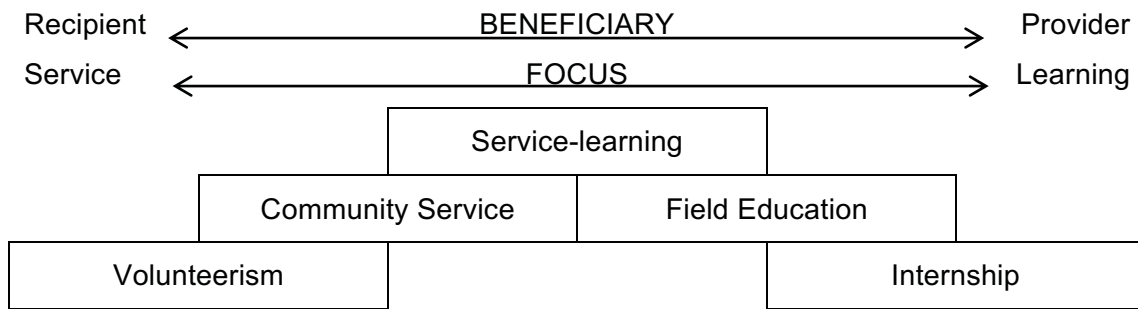 Recipient BENEFICIARY Provider
Service FOCUS Learning
Service-learning
Community Service Field Education
Volunteerism Internship